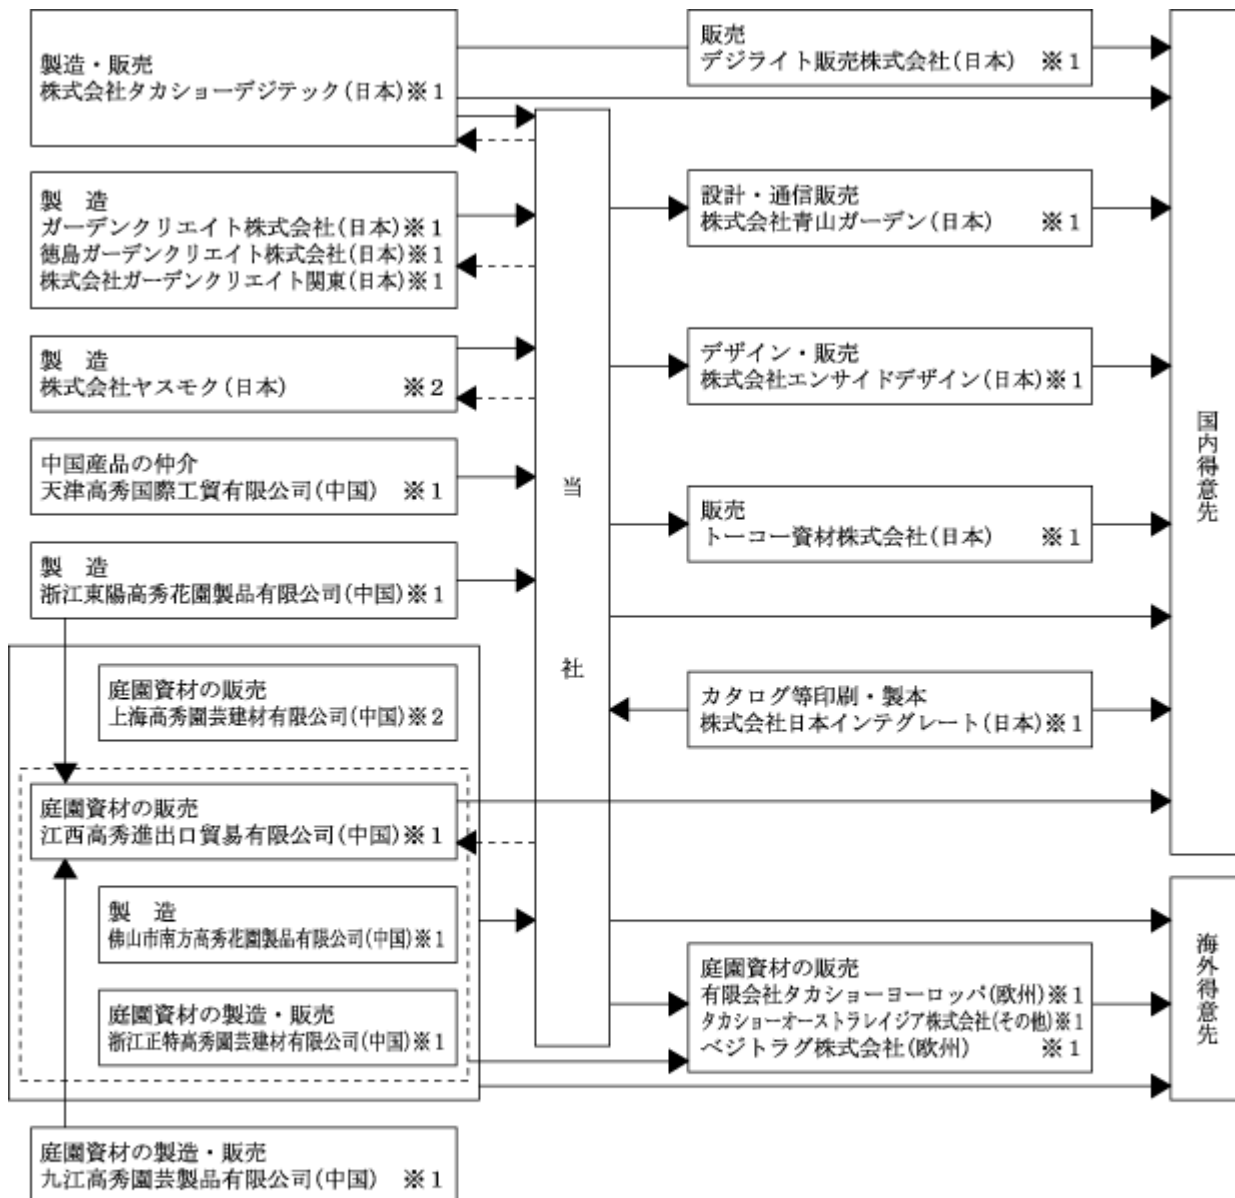 製造・販売
株式会社タカショーデジテック(日本)※1
製　造
ガーデンクリエイト株式会社(日本)※1
徳島ガーデンクリエイト株式会社(日本)※1
株式会社ガーデンクリエイト関東(日本)※1
製　造
株式会社ヤスモク(日本)　※2
中国産品の仲介
天津高秀国際工貿有限公司(中国)　※1
製　造
浙江東陽高秀花園製品有限公司(中国)※1
庭園資材の販売
上海高秀園芸建材有限公司(中国)※2
庭園資材の販売
江西高秀進出口貿易有限公司(中国)※1
製　造
佛山市南方高秀花園製品有限公司(中国)※1
庭園資材の製造・販売
浙江正特高秀園芸建材有限公司(中国)※1
庭園資材の製造・販売
九江高秀園芸製品有限公司(中国)　※1
当社
販売
デジライト販売株式会社(日本)　※1
設計・通信販売
株式会社青山ガーデン(日本)　※1
デザイン・販売
株式会社エンサイドデザイン(日本)※1
販売
トーコー資材株式会社(日本)　※1
カタログ等印刷・製本
株式会社日本インテグレート(日本)※1
庭園資材の販売
有限会社タカショーヨーロッパ(欧州)※1
タカショーオーストラレイジア株式会社(その他)※1
ベジトラグ株式会社(欧州)　※1
国内得意先
海外得意先